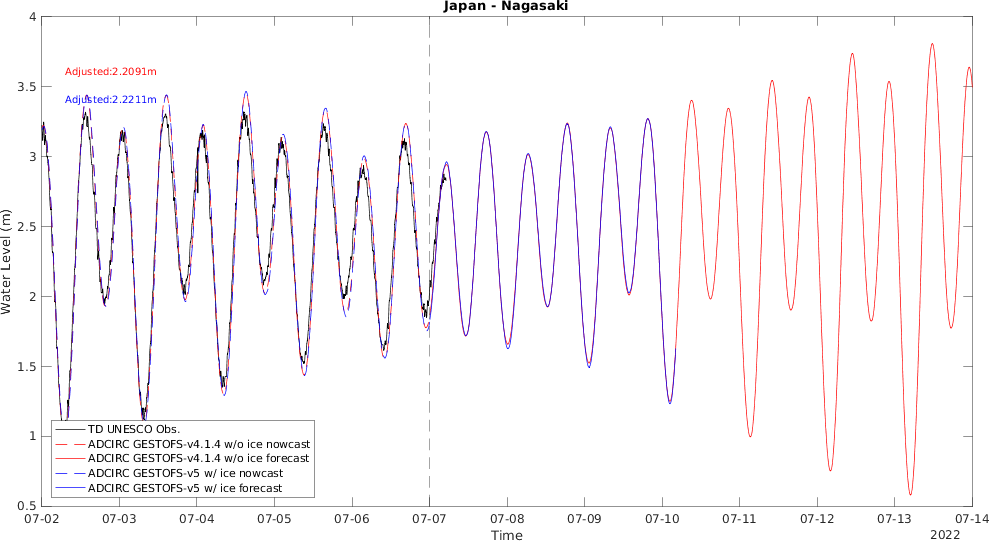 Japan - Nagasaki
Adjusted:2.2091m
Adjusted:2.2211m
Water Level (m)
4
3.5
3
2.5
2
1.5
1
0.5
TD UNESCO Obs.
ADCIRC GESTOFS-v4.1.4 w/o ice nowcast
ADCIRC GESTOFS-v4.1.4 w/o ice forecast
ADCIRC GESTOFS-v5 w/ ice nowcast
ADCIRC GESTOFS-v5 w/ ice forecast
07-02 07-03 07-04 07-05 07-06 07-07 07-08 07-09 07-10 07-11 07-12 07-13 07-14
Time
2022